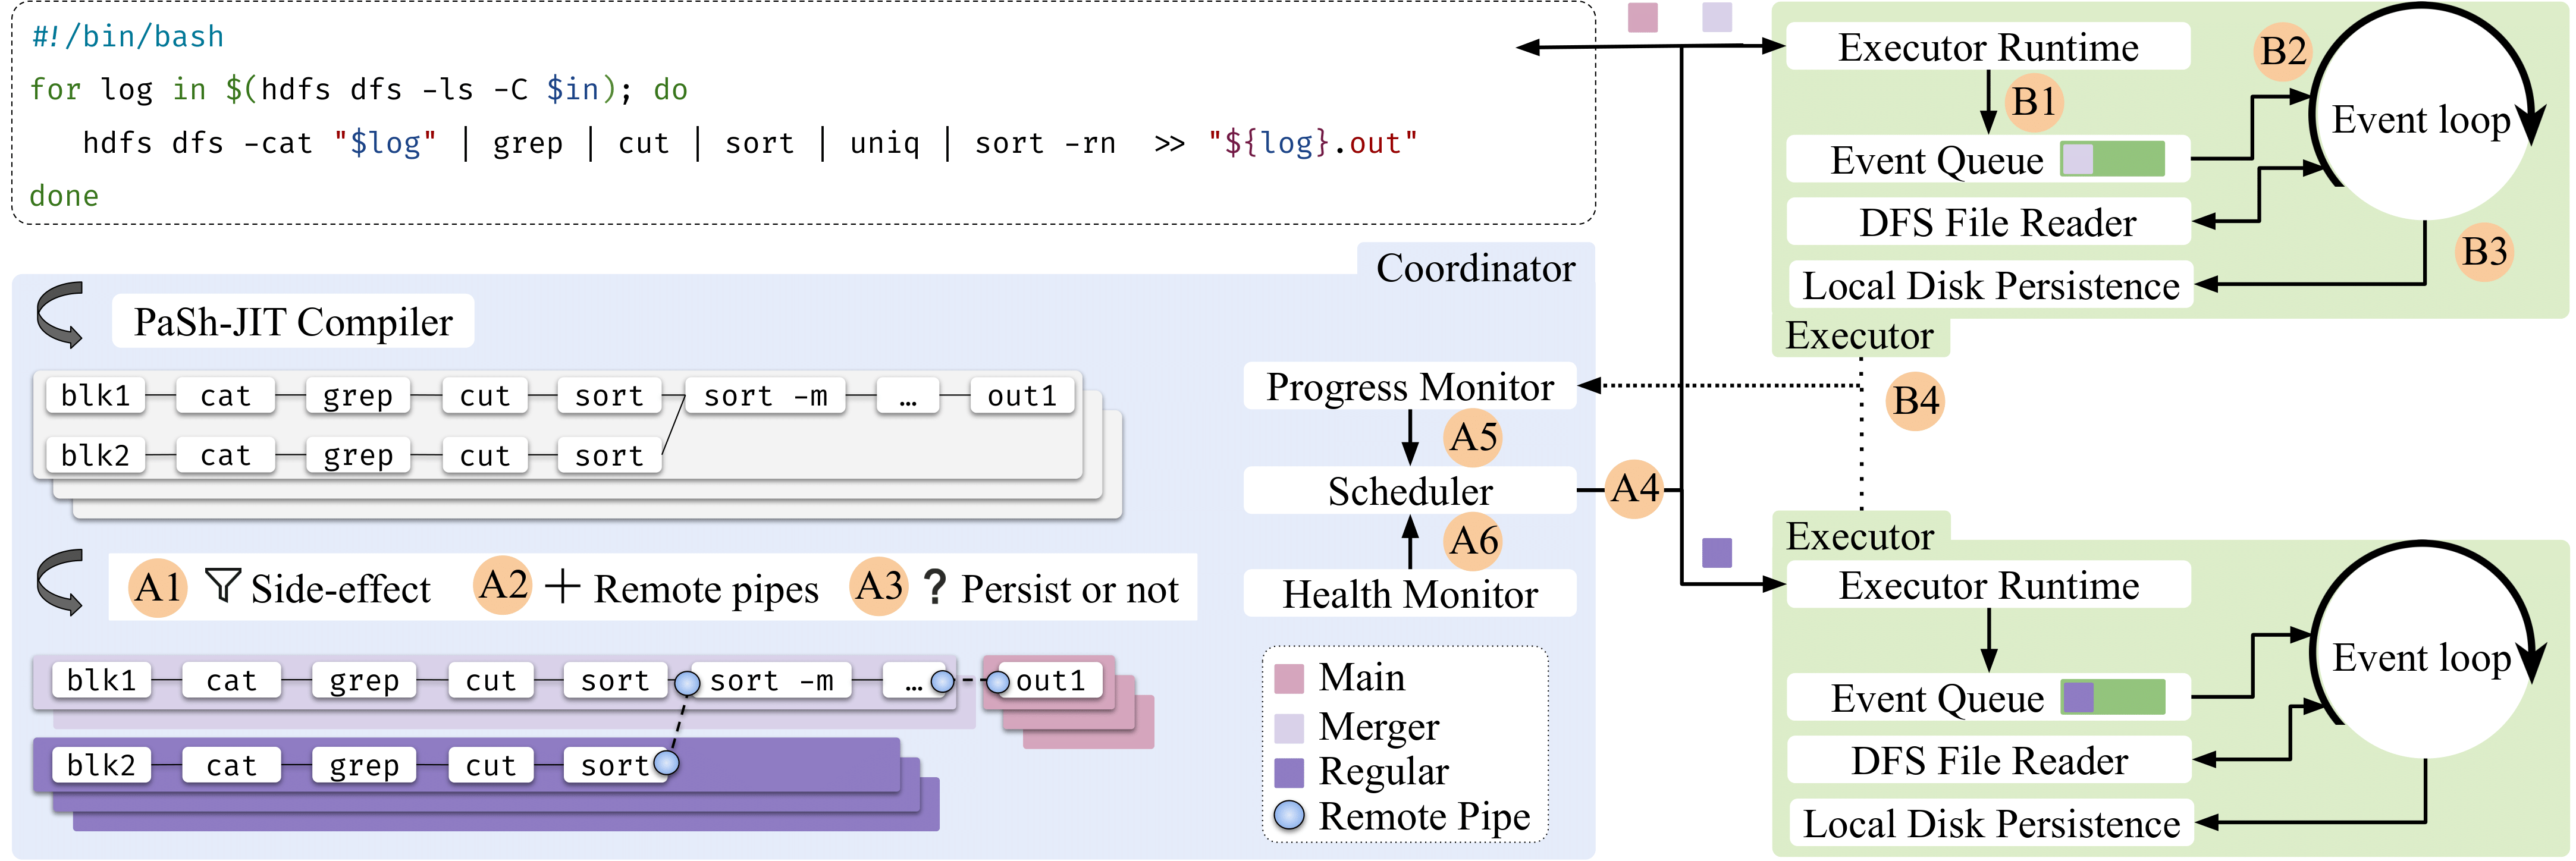 #!/bin/bash
for log in $(hdfs dfs -ls -C $in); do
hdfs dfs -cat "$log" | grep | cut | sort | uniq | sort -rn >> "${log}.out"
done
Coordinator
PaSh-JIT Compiler
blk1 cat grep cut sort sort -m ... out1
blk2 cat grep cut sort
A1 Side-effect A2 + Remote pipes A3 ? Persist or not
blk1 cat grep cut sort sort -m ... out1
blk2 cat grep cut sort
Progress Monitor
A5
Scheduler
A4
A6
Health Monitor
Main
Merger
Regular
Remote Pipe
Executor Runtime
B1
B2
Event Queue
Event loop
DFS File Reader
B3
Local Disk Persistence
Executor
B4
Executor
Executor Runtime
Event Queue
Event loop
DFS File Reader
Local Disk Persistence